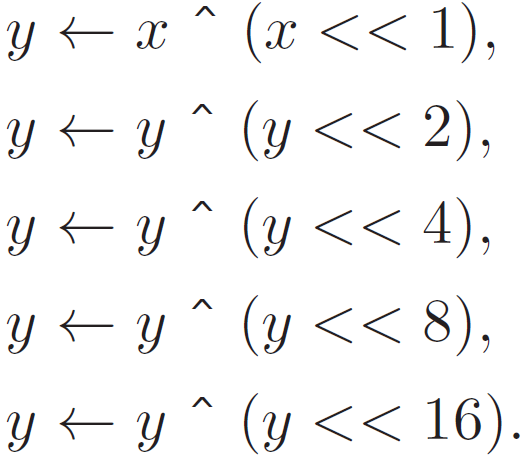 y ← x ^ (x << 1),
y ← y ^ (y << 2),
y ← y ^ (y << 4),
y ← y ^ (y << 8),
y ← y ^ (y << 16).